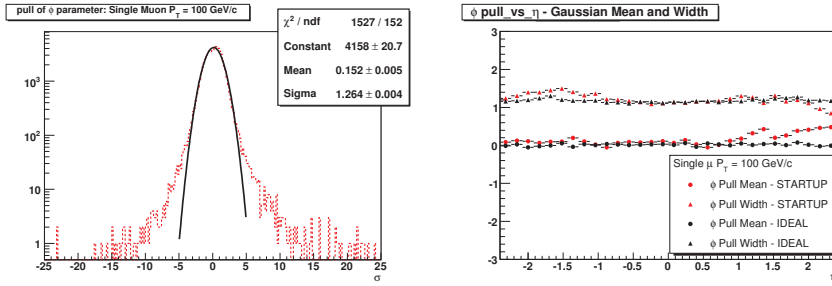 pull of ϕ parameter: Single Muon P_T = 100 GeV/c
χ² / ndf 1527 / 152
Constant 4158 ± 20.7
Mean 0.152 ± 0.005
Sigma 1.264 ± 0.004
10³
10²
10
1
-25 -20 -15 -10 -5 0 5 10 15 20 25
σ
ϕ pull_vs_η - Gaussian Mean and Width
3
2
1
0
-1
-2
-3
Single μ P_T = 100 GeV/c
ϕ Pull Mean - STARTUP
ϕ Pull Width - STARTUP
ϕ Pull Mean - IDEAL
ϕ Pull Width - IDEAL
-2 -1.5 -1 -0.5 0 0.5 1 1.5 2